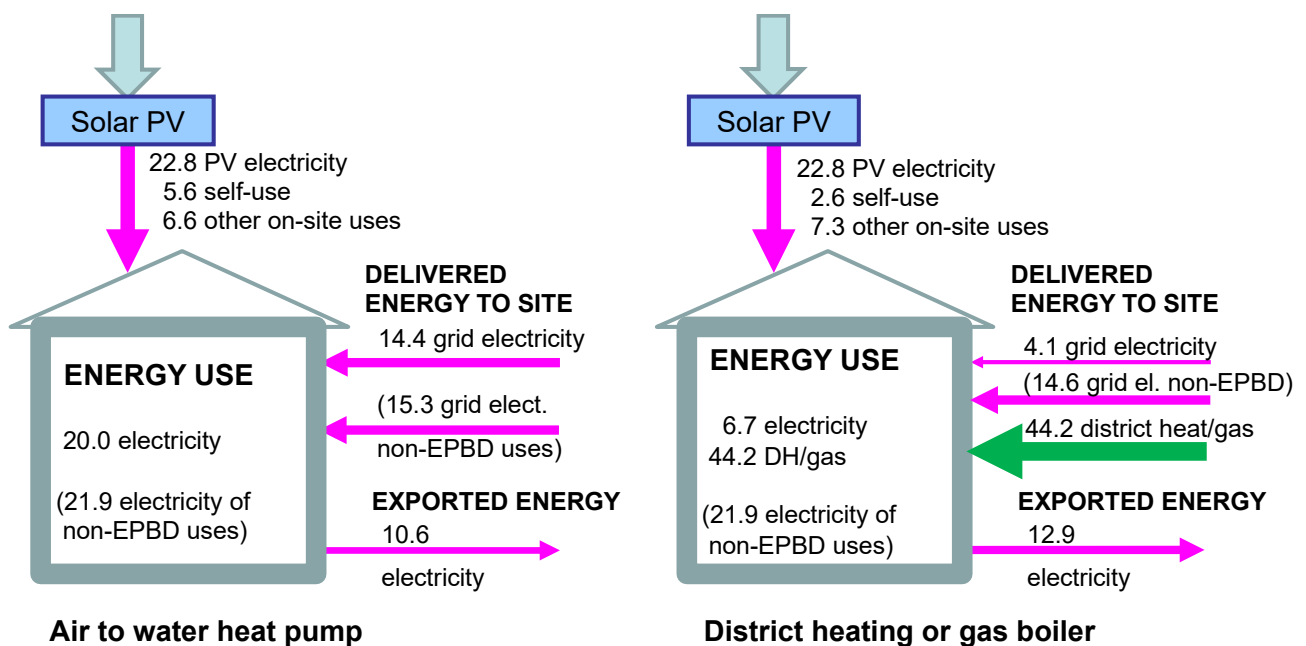 Solar PV
22.8 PV electricity
5.6 self-use
6.6 other on-site uses
DELIVERED
ENERGY TO SITE
14.4 grid electricity
ENERGY USE
(15.3 grid elect.
non-EPBD uses)
20.0 electricity
(21.9 electricity of
non-EPBD uses)
EXPORTED ENERGY
10.6
electricity
Air to water heat pump
Solar PV
22.8 PV electricity
2.6 self-use
7.3 other on-site uses
DELIVERED
ENERGY TO SITE
4.1 grid electricity
ENERGY USE
(14.6 grid el. non-EPBD)
6.7 electricity
44.2 district heat/gas
44.2 DH/gas
(21.9 electricity of
non-EPBD uses)
EXPORTED ENERGY
12.9
electricity
District heating or gas boiler